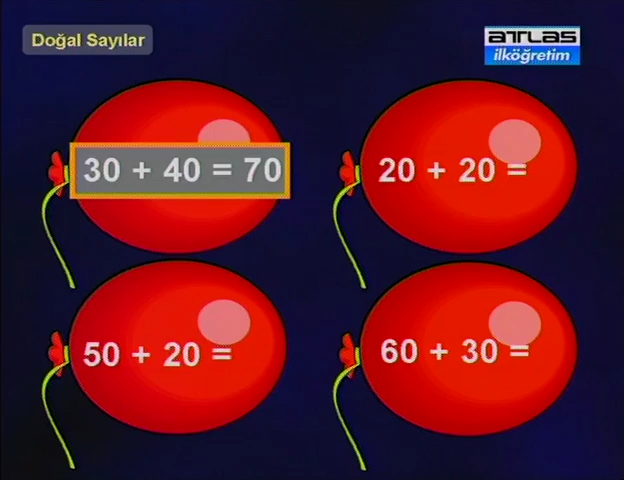 Doğal Sayılar
ATLAS
ilköğretim
30 + 40 = 70
20 + 20 =
50 + 20 =
60 + 30 =